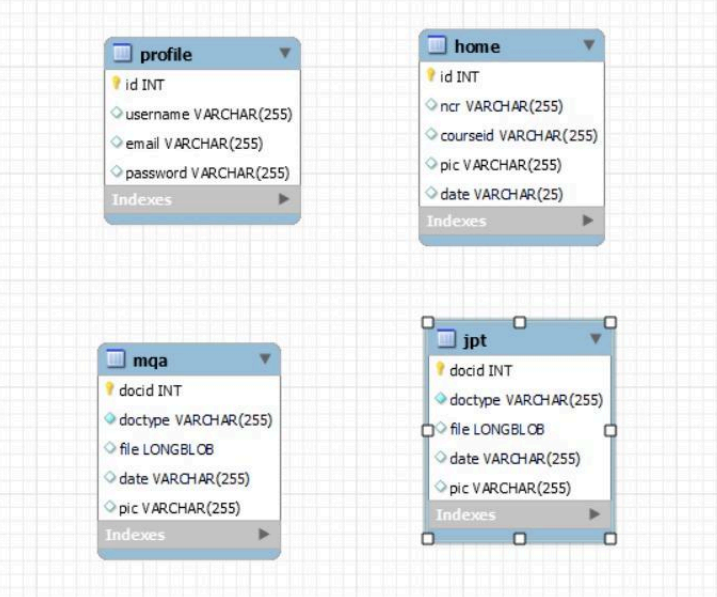 profile
id INT
username VARCHAR(255)
email VARCHAR(255)
password VARCHAR(255)
Indexes
home
id INT
ncr VARCHAR(255)
courseid VARCHAR(255)
pic VARCHAR(255)
date VARCHAR(25)
Indexes
mqa
docid INT
doctype VARCHAR(255)
file LONGBLOB
date VARCHAR(255)
pic VARCHAR(255)
Indexes
jpt
docid INT
doctype VARCHAR(255)
file LONGBLOB
date VARCHAR(255)
pic VARCHAR(255)
Indexes